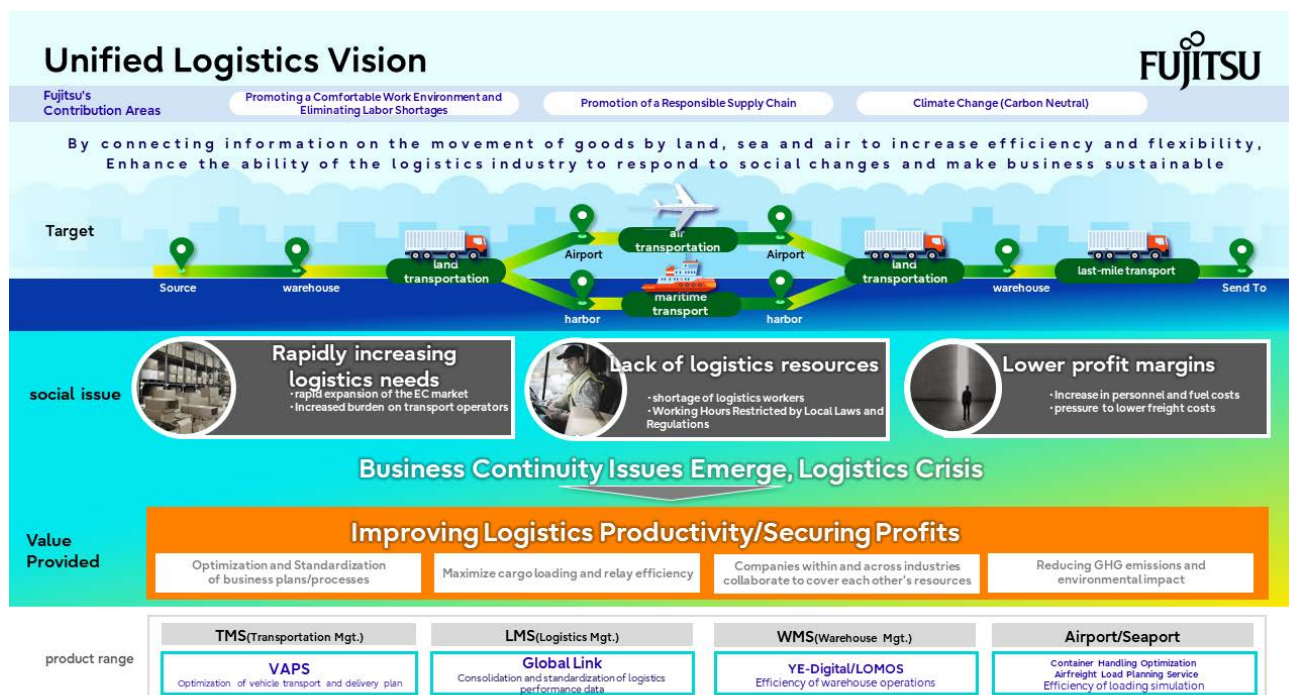 Unified Logistics Vision
FUJITSU
Fujitsu's
Contribution Areas
Promoting a Comfortable Work Environment and
Eliminating Labor Shortages
Promotion of a Responsible Supply Chain
Climate Change (Carbon Neutral)
By connecting information on the movement of goods by land, sea and air to increase efficiency and flexibility,
Enhance the ability of the logistics industry to respond to social changes and make business sustainable
Target
Source
warehouse
land
transportation
Airport
air
transportation
Airport
harbor
maritime
transport
harbor
land
transportation
warehouse
last-mile transport
Send To
social issue
Rapidly increasing
logistics needs
・rapid expansion of the EC market
・Increased burden on transport operators
Lack of logistics resources
・shortage of logistics workers
・Working Hours Restricted by Local Laws and
Regulations
Lower profit margins
・Increase in personnel and fuel costs
・pressure to lower freight costs
Business Continuity Issues Emerge, Logistics Crisis
Value
Provided
Improving Logistics Productivity/Securing Profits
Optimization and Standardization
of business plans/processes
Maximize cargo loading and relay efficiency
Companies within and across industries
collaborate to cover each other's resources
Reducing GHG emissions and
environmental impact
product range
TMS(Transportation Mgt.)
VAPS
Optimization of vehicle transport and delivery plan
LMS(Logistics Mgt.)
Global Link
Consolidation and standardization of logistics
performance data
WMS(Warehouse Mgt.)
YE-Digital/LOMOS
Efficiency of warehouse operations
Airport/Seaport
Container Handling Optimization
Airfreight Load Planning Service
Efficiency of loading simulation